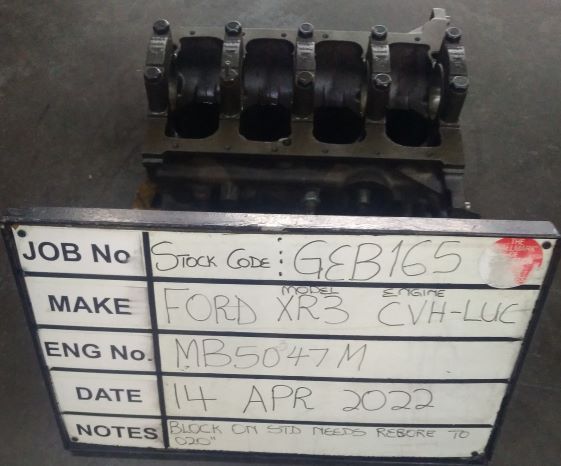 JOB No STOCK CODE: GEB165
MODEL ENGINE
MAKE FORD XR3 CVH-LUC
ENG No. MB5047M
DATE 14 APR 2022
NOTES BLOCK ON STD NEEDS REBORE TO
020"
THE